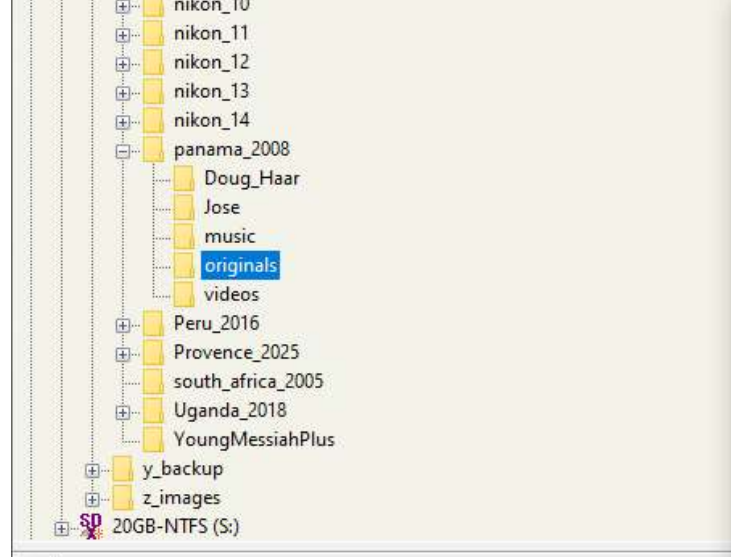 nikon_10
nikon_11
nikon_12
nikon_13
nikon_14
panama_2008
Doug_Haar
Jose
music
originals
videos
Peru_2016
Provence_2025
south_africa_2005
Uganda_2018
YoungMessiahPlus
y_backup
z_images
SD 20GB-NTFS (S:)